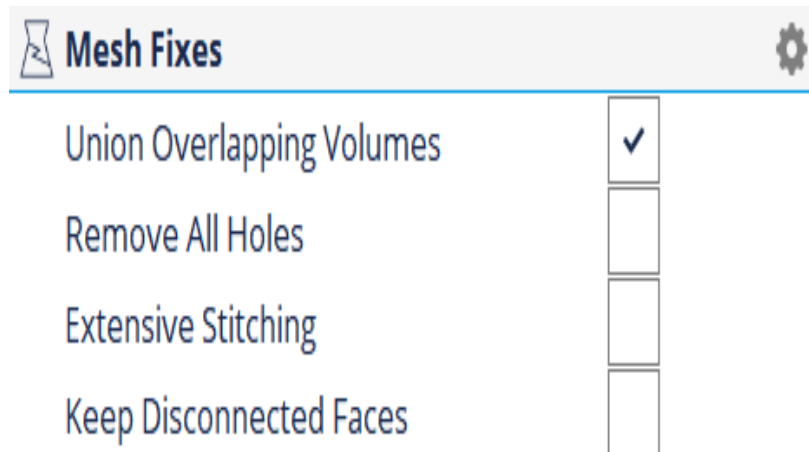 Mesh Fixes
Union Overlapping Volumes
Remove All Holes
Extensive Stitching
Keep Disconnected Faces